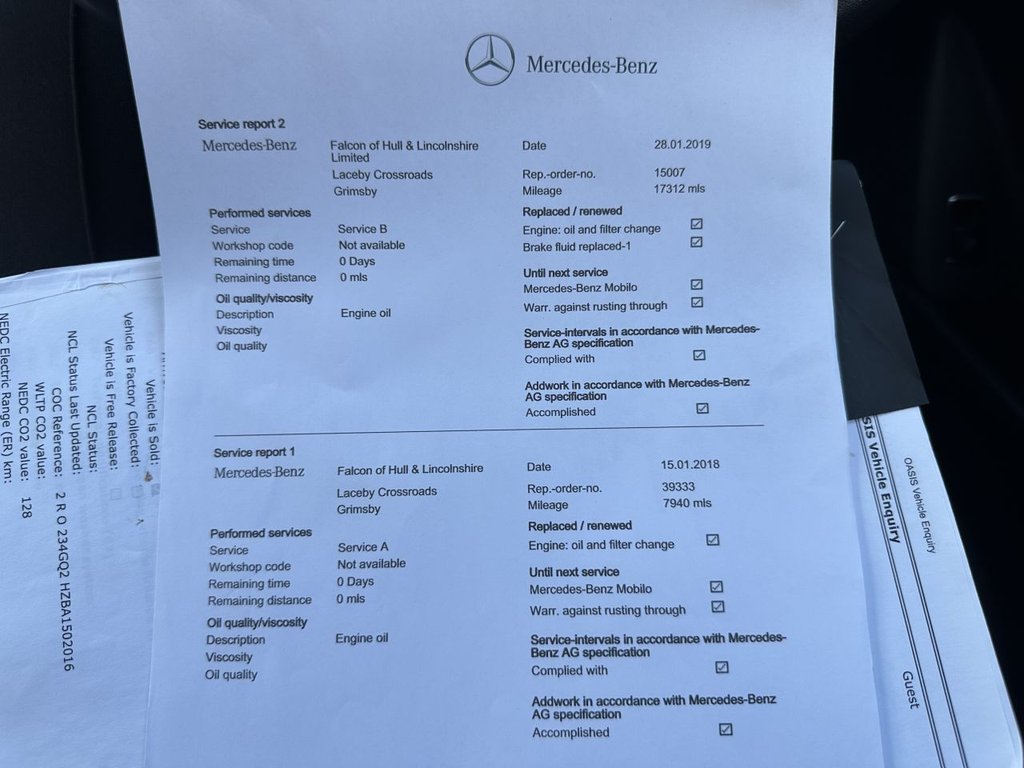 Mercedes-Benz
Service report 2
Mercedes-Benz
Falcon of Hull & Lincolnshire
Limited
Laceby Crossroads
Grimsby
Date 28.01.2019
Rep.-order-no. 15007
Mileage 17312 mls
Performed services
Service Service B
Workshop code Not available
Remaining time 0 Days
Remaining distance 0 mls
Oil quality/viscosity
Description Engine oil
Viscosity
Oil quality
Replaced / renewed
Engine: oil and filter change ☑
Brake fluid replaced-1 ☑
Until next service
Mercedes-Benz Mobilo ☑
Warr. against rusting through ☑
Service-intervals in accordance with Mercedes-
Benz AG specification
Complied with ☑
Addwork in accordance with Mercedes-Benz
AG specification
Accomplished ☑
Service report 1
Mercedes-Benz
Falcon of Hull & Lincolnshire
Laceby Crossroads
Grimsby
Date 15.01.2018
Rep.-order-no. 39333
Mileage 7940 mls
Performed services
Service Service A
Workshop code Not available
Remaining time 0 Days
Remaining distance 0 mls
Oil quality/viscosity
Description Engine oil
Viscosity
Oil quality
Replaced / renewed
Engine: oil and filter change ☑
Until next service
Mercedes-Benz Mobilo ☑
Warr. against rusting through ☑
Service-intervals in accordance with Mercedes-
Benz AG specification
Complied with ☑
Addwork in accordance with Mercedes-Benz
AG specification
Accomplished ☑
Vehicle is Sold:
Vehicle is Factory Collected:
Vehicle is Free Release:
NCL Status:
NCL Status Last Updated:
COC Reference: 2 R O 234GQ2 HZBA1502016
WLTP CO2 value:
NEDC CO2 value: 128
NEDC Electric Range (ER) km:
OASIS Vehicle Enquiry
SIS Vehicle Enquiry
Guest